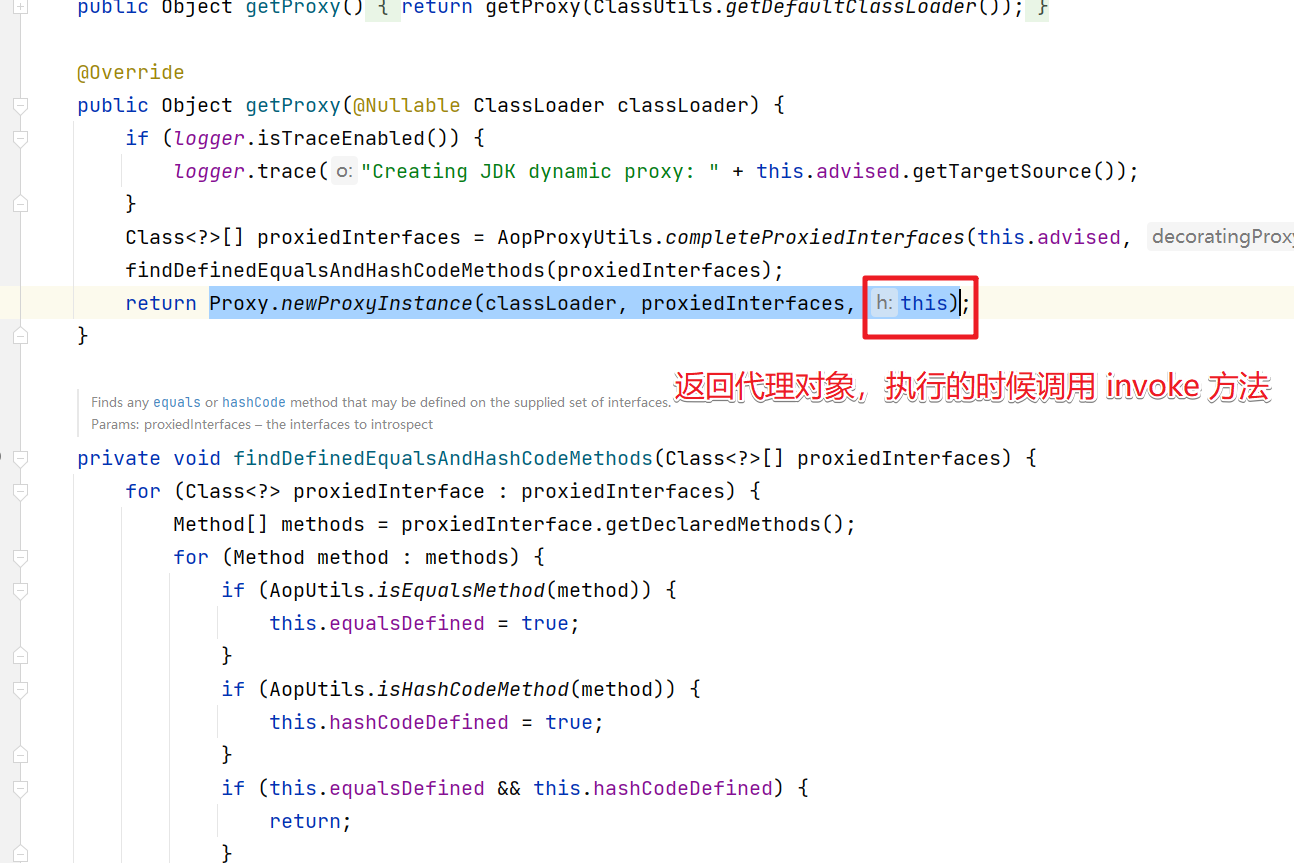 public Object getProxy() { return getProxy(ClassUtils.getDefaultClassLoader()); }
@Override
public Object getProxy(@Nullable ClassLoader classLoader) {
if (logger.isTraceEnabled()) {
logger.trace( o: "Creating JDK dynamic proxy: " + this.advised.getTargetSource());
}
Class<?>[] proxiedInterfaces = AopProxyUtils.completeProxiedInterfaces(this.advised, decoratingProxy
findDefinedEqualsAndHashCodeMethods(proxiedInterfaces);
return Proxy.newProxyInstance(classLoader, proxiedInterfaces, h: this);
}
返回代理对象，执行的时候调用 invoke 方法
Finds any equals or hashCode method that may be defined on the supplied set of interfaces.
Params: proxiedInterfaces – the interfaces to introspect
private void findDefinedEqualsAndHashCodeMethods(Class<?>[] proxiedInterfaces) {
for (Class<?> proxiedInterface : proxiedInterfaces) {
Method[] methods = proxiedInterface.getDeclaredMethods();
for (Method method : methods) {
if (AopUtils.isEqualsMethod(method)) {
this.equalsDefined = true;
}
if (AopUtils.isHashCodeMethod(method)) {
this.hashCodeDefined = true;
}
if (this.equalsDefined && this.hashCodeDefined) {
return;
}